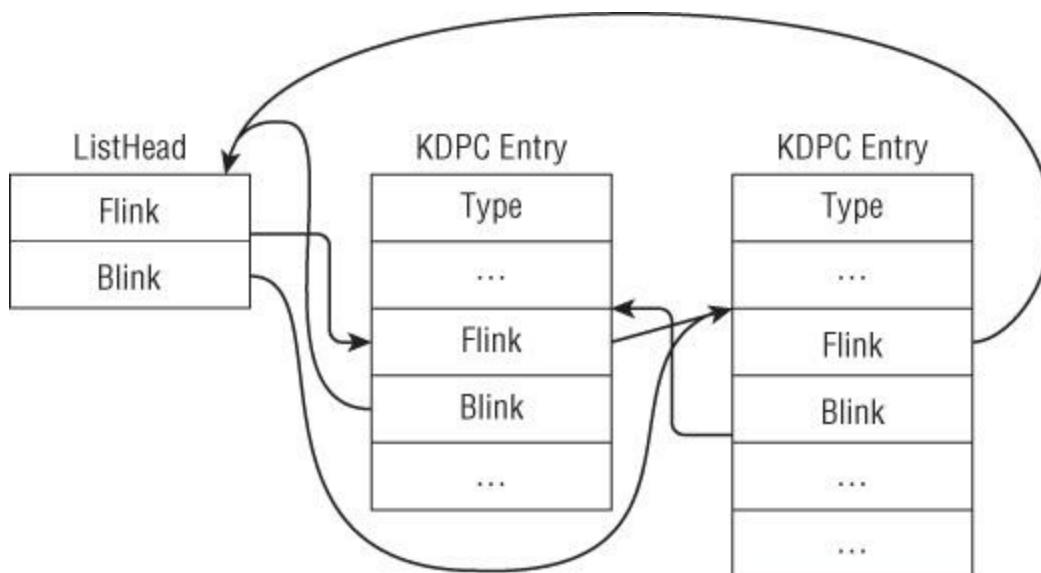 ListHead
Flink
Blink
KDPC Entry
Type
...
Flink
Blink
...
KDPC Entry
Type
...
Flink
Blink
...
...